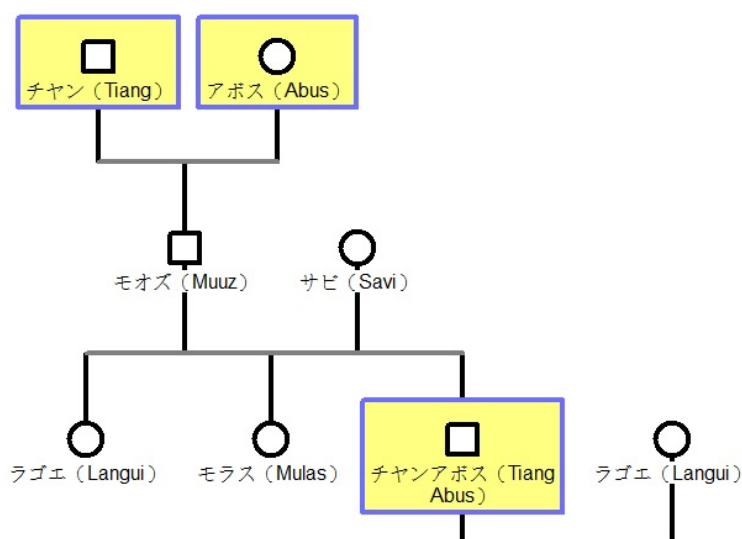 チヤン（Tiang）
アボス（Abus）
モオズ（Muuz）
サビ（Savi）
ラゴエ（Langui）
モラス（Mulas）
チヤンアボス（Tiang
Abus）
ラゴエ（Langui）